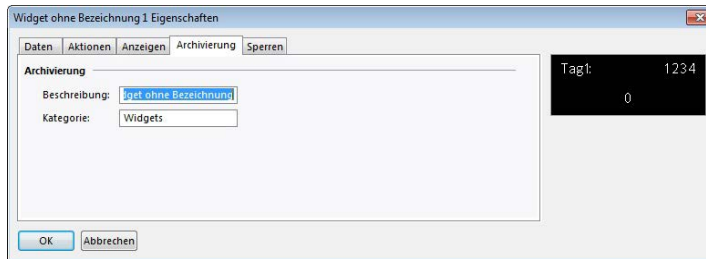 Widget ohne Bezeichnung 1 Eigenschaften
Daten Aktionen Anzeigen Archivierung Sperren
Archivierung
Beschreibung: dget ohne Bezeichnung
Kategorie: Widgets
Tag1: 1234
0
OK Abbrechen